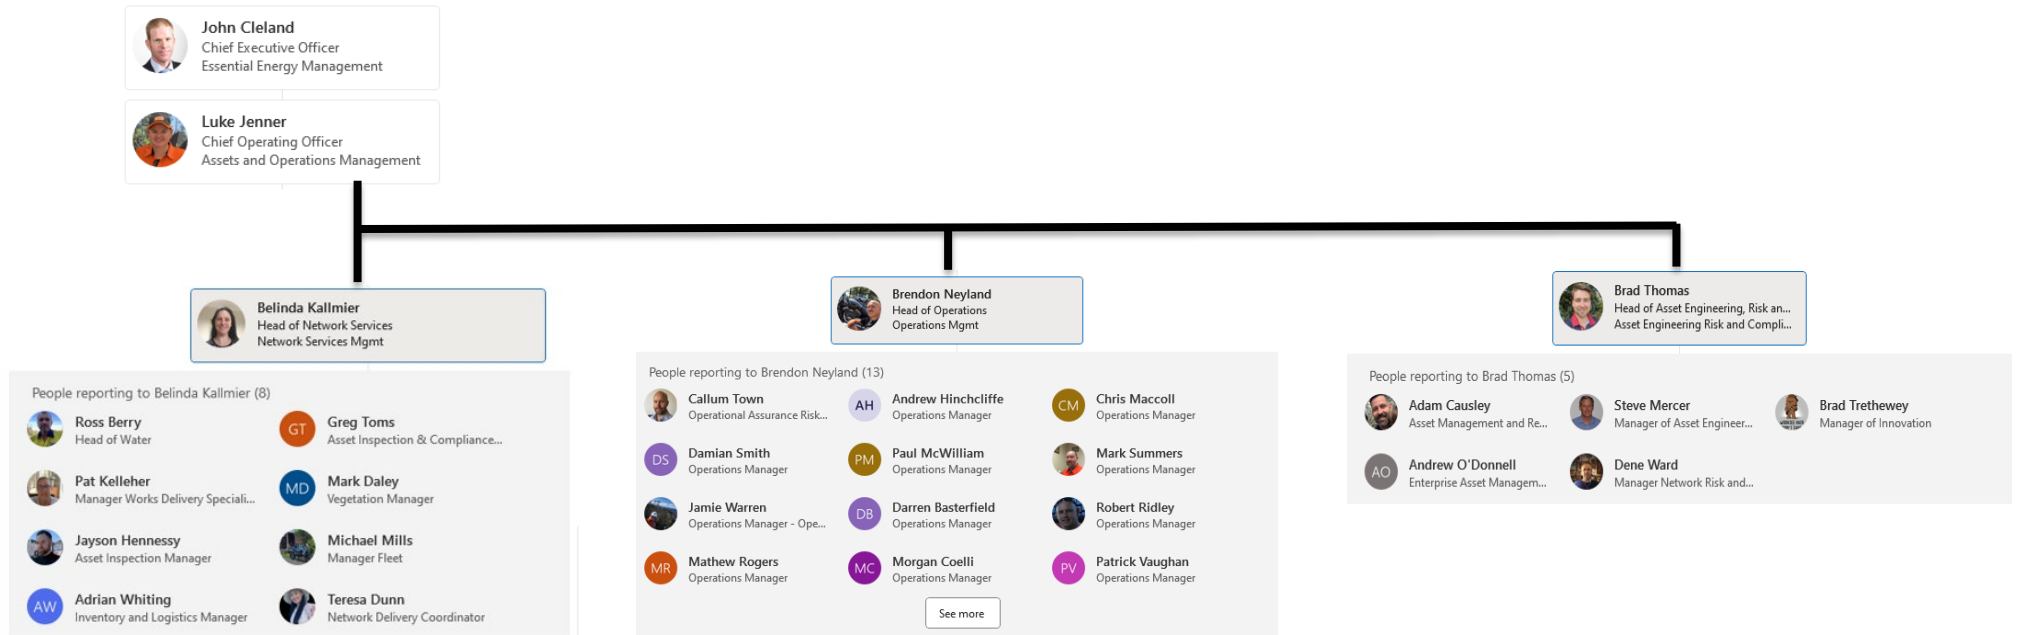 John Cleland
Chief Executive Officer
Essential Energy Management
Luke Jenner
Chief Operating Officer
Assets and Operations Management
Belinda Kallmier
Head of Network Services
Network Services Mgmt
People reporting to Belinda Kallmier (8)
Ross Berry
Head of Water
GT
Greg Toms
Asset Inspection & Compliance...
Pat Kelleher
Manager Works Delivery Speciali...
MD
Mark Daley
Vegetation Manager
Jayson Hennessy
Asset Inspection Manager
Michael Mills
Manager Fleet
AW
Adrian Whiting
Inventory and Logistics Manager
Teresa Dunn
Network Delivery Coordinator
Brendon Neyland
Head of Operations
Operations Mgmt
People reporting to Brendon Neyland (13)
Callum Town
Operational Assurance Risk...
AH
Andrew Hinchcliffe
Operations Manager
CM
Chris Maccoll
Operations Manager
DS
Damian Smith
Operations Manager
PM
Paul McWilliam
Operations Manager
Mark Summers
Operations Manager
Jamie Warren
Operations Manager - Ope...
DB
Darren Basterfield
Operations Manager
Robert Ridley
Operations Manager
MR
Mathew Rogers
Operations Manager
MC
Morgan Coelli
Operations Manager
PV
Patrick Vaughan
Operations Manager
See more
Brad Thomas
Head of Asset Engineering, Risk an...
Asset Engineering Risk and Compli...
People reporting to Brad Thomas (5)
Adam Causley
Asset Management and Re...
Steve Mercer
Manager of Asset Engineer...
Brad Trethewey
Manager of Innovation
AO
Andrew O'Donnell
Enterprise Asset Managem...
Dene Ward
Manager Network Risk and...